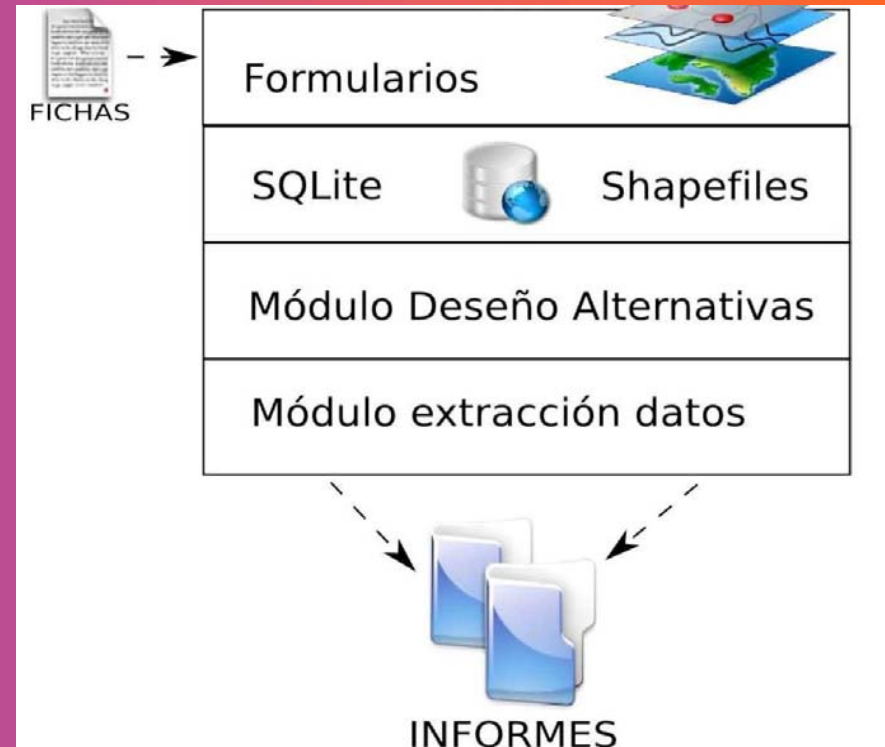 FICHAS
Formularios
SQLite Shapefiles
Módulo Deseño Alternativas
Módulo extracción datos
INFORMES